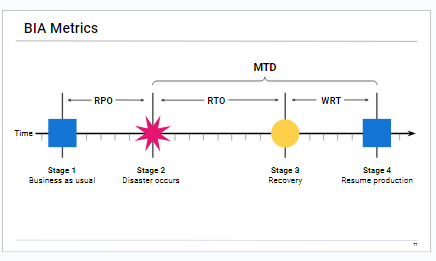 BIA Metrics
MTD
RPO
RTO
WRT
Time
Stage 1
Business as usual
Stage 2
Disaster occurs
Stage 3
Recovery
Stage 4
Resume production